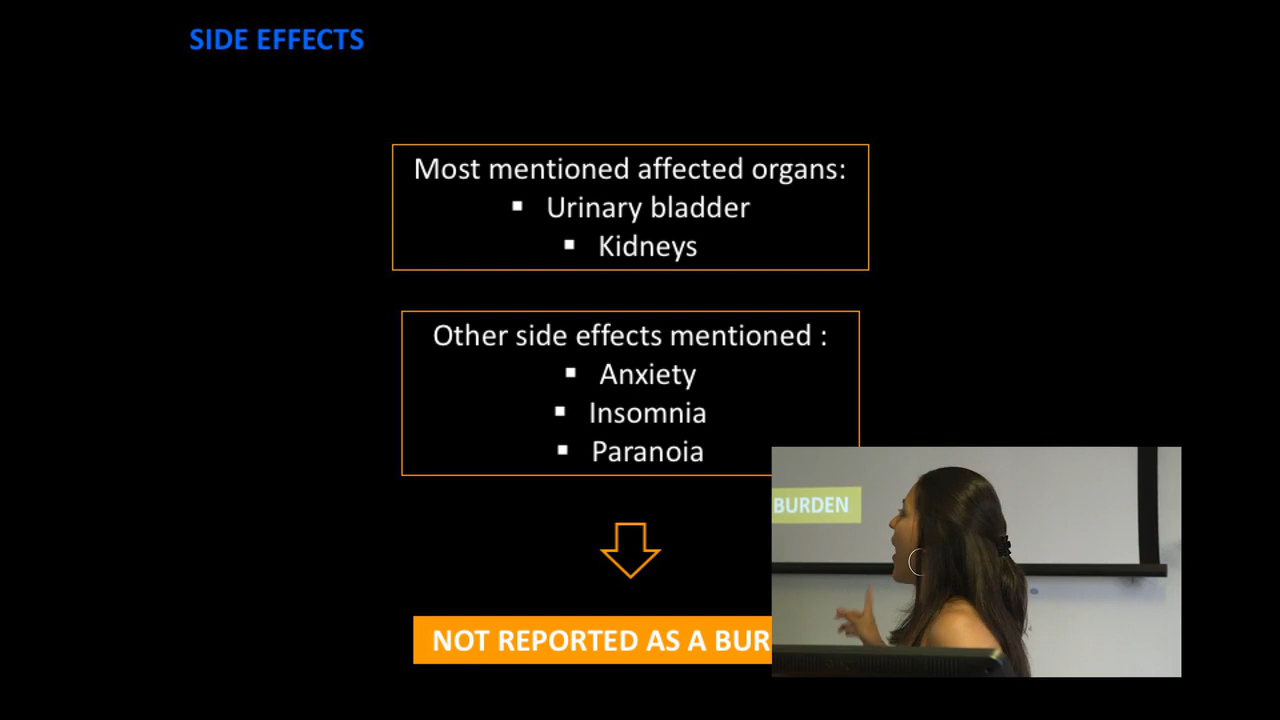 SIDE EFFECTS
Most mentioned affected organs:
▪ Urinary bladder
▪ Kidneys
Other side effects mentioned :
▪ Anxiety
▪ Insomnia
▪ Paranoia
NOT REPORTED AS A BUR
BURDEN